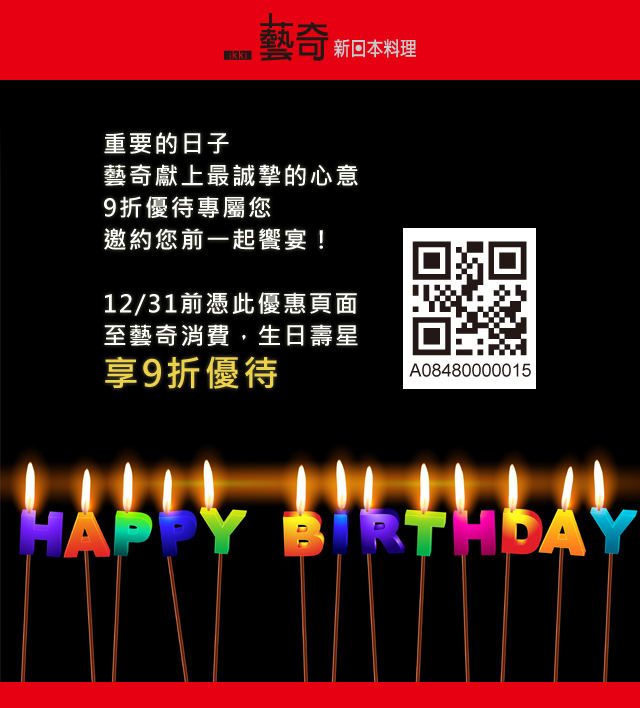 ikki 藝奇 新日本料理
重要的日子
藝奇獻上最誠摯的心意
9折優待專屬您
邀約您前一起饗宴！
12/31前憑此優惠頁面
至藝奇消費，生日壽星
享9折優待
A08480000015
HAPPY BIRTHDAY